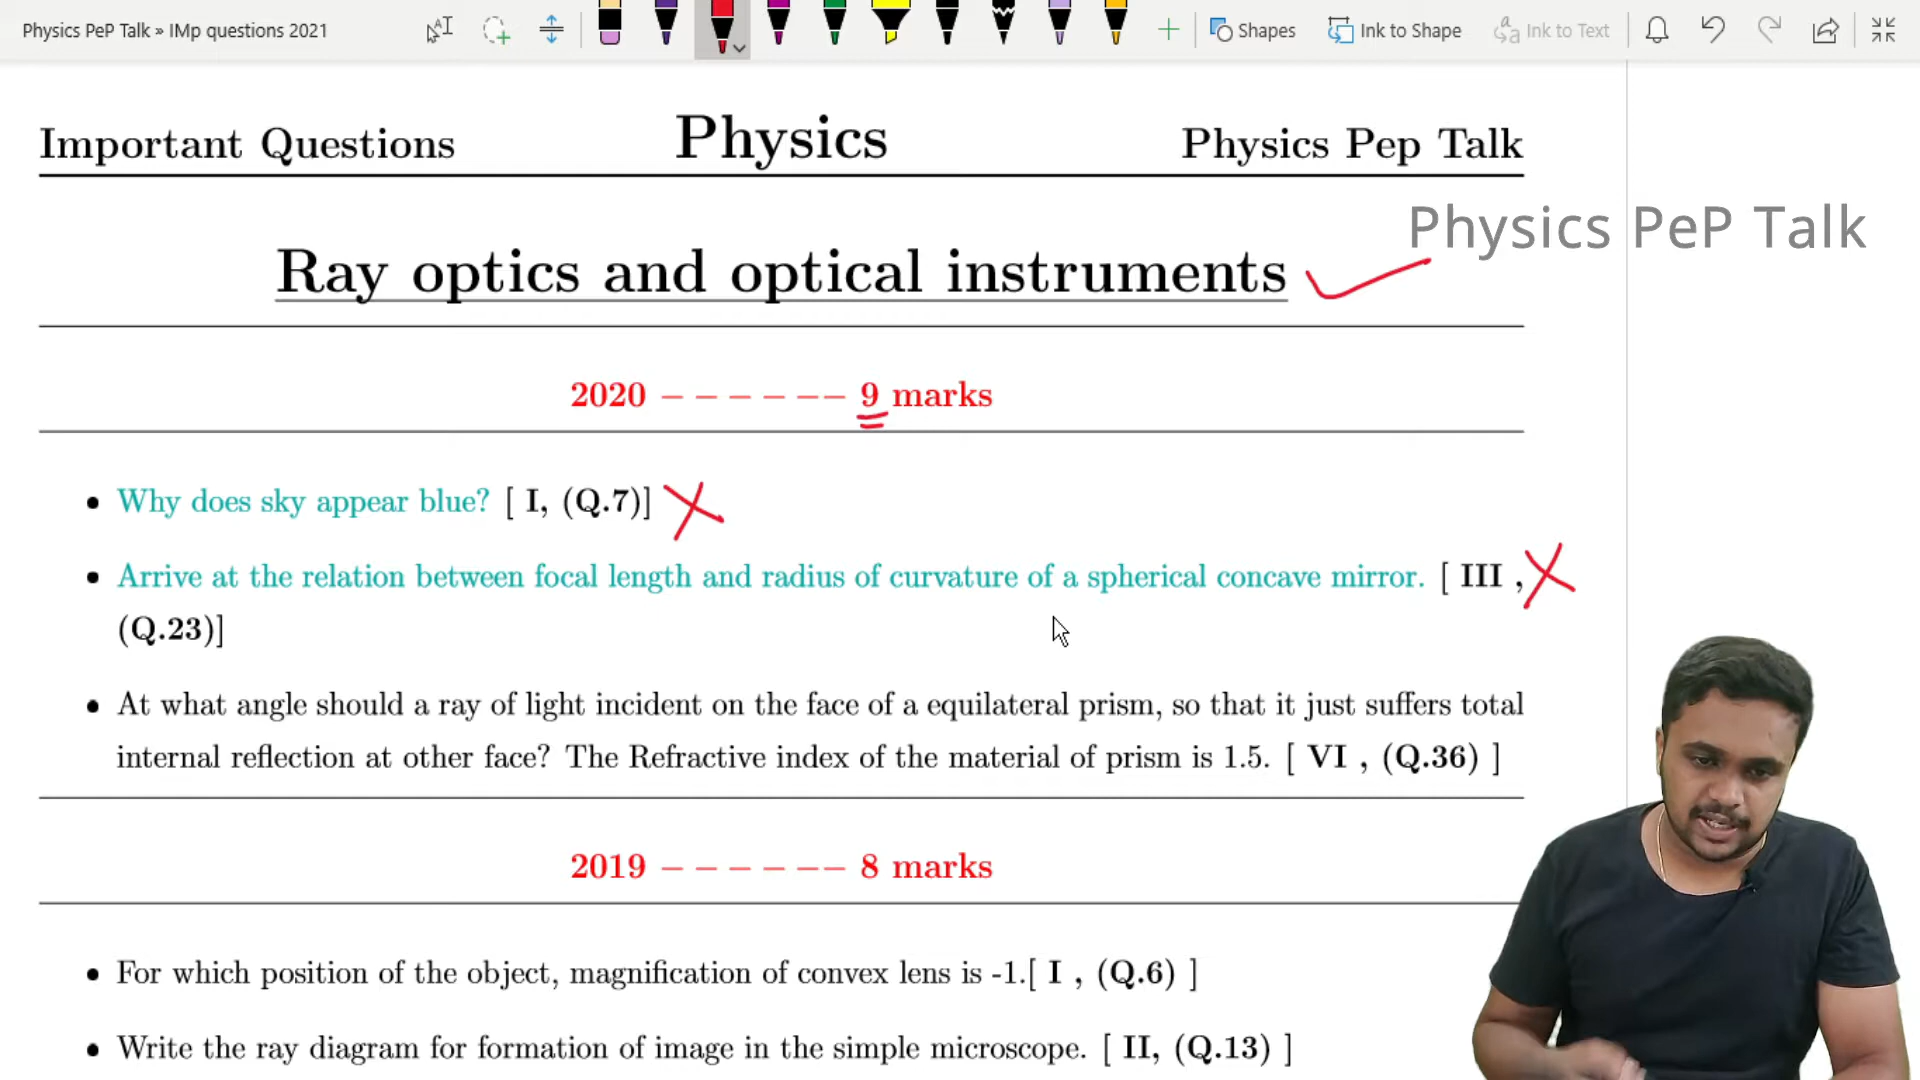 Physics PeP Talk » IMp questions 2021
Shapes
Ink to Shape
Ink to Text
Important Questions Physics Physics Pep Talk
Physics PeP Talk
Ray optics and optical instruments
2020 − − − − − − 9 marks
• Why does sky appear blue? [ I, (Q.7)]
• Arrive at the relation between focal length and radius of curvature of a spherical concave mirror. [ III ,
(Q.23)]
• At what angle should a ray of light incident on the face of a equilateral prism, so that it just suffers total
internal reflection at other face? The Refractive index of the material of prism is 1.5. [ VI , (Q.36) ]
2019 − − − − − − 8 marks
• For which position of the object, magnification of convex lens is -1.[ I , (Q.6) ]
• Write the ray diagram for formation of image in the simple microscope. [ II, (Q.13) ]